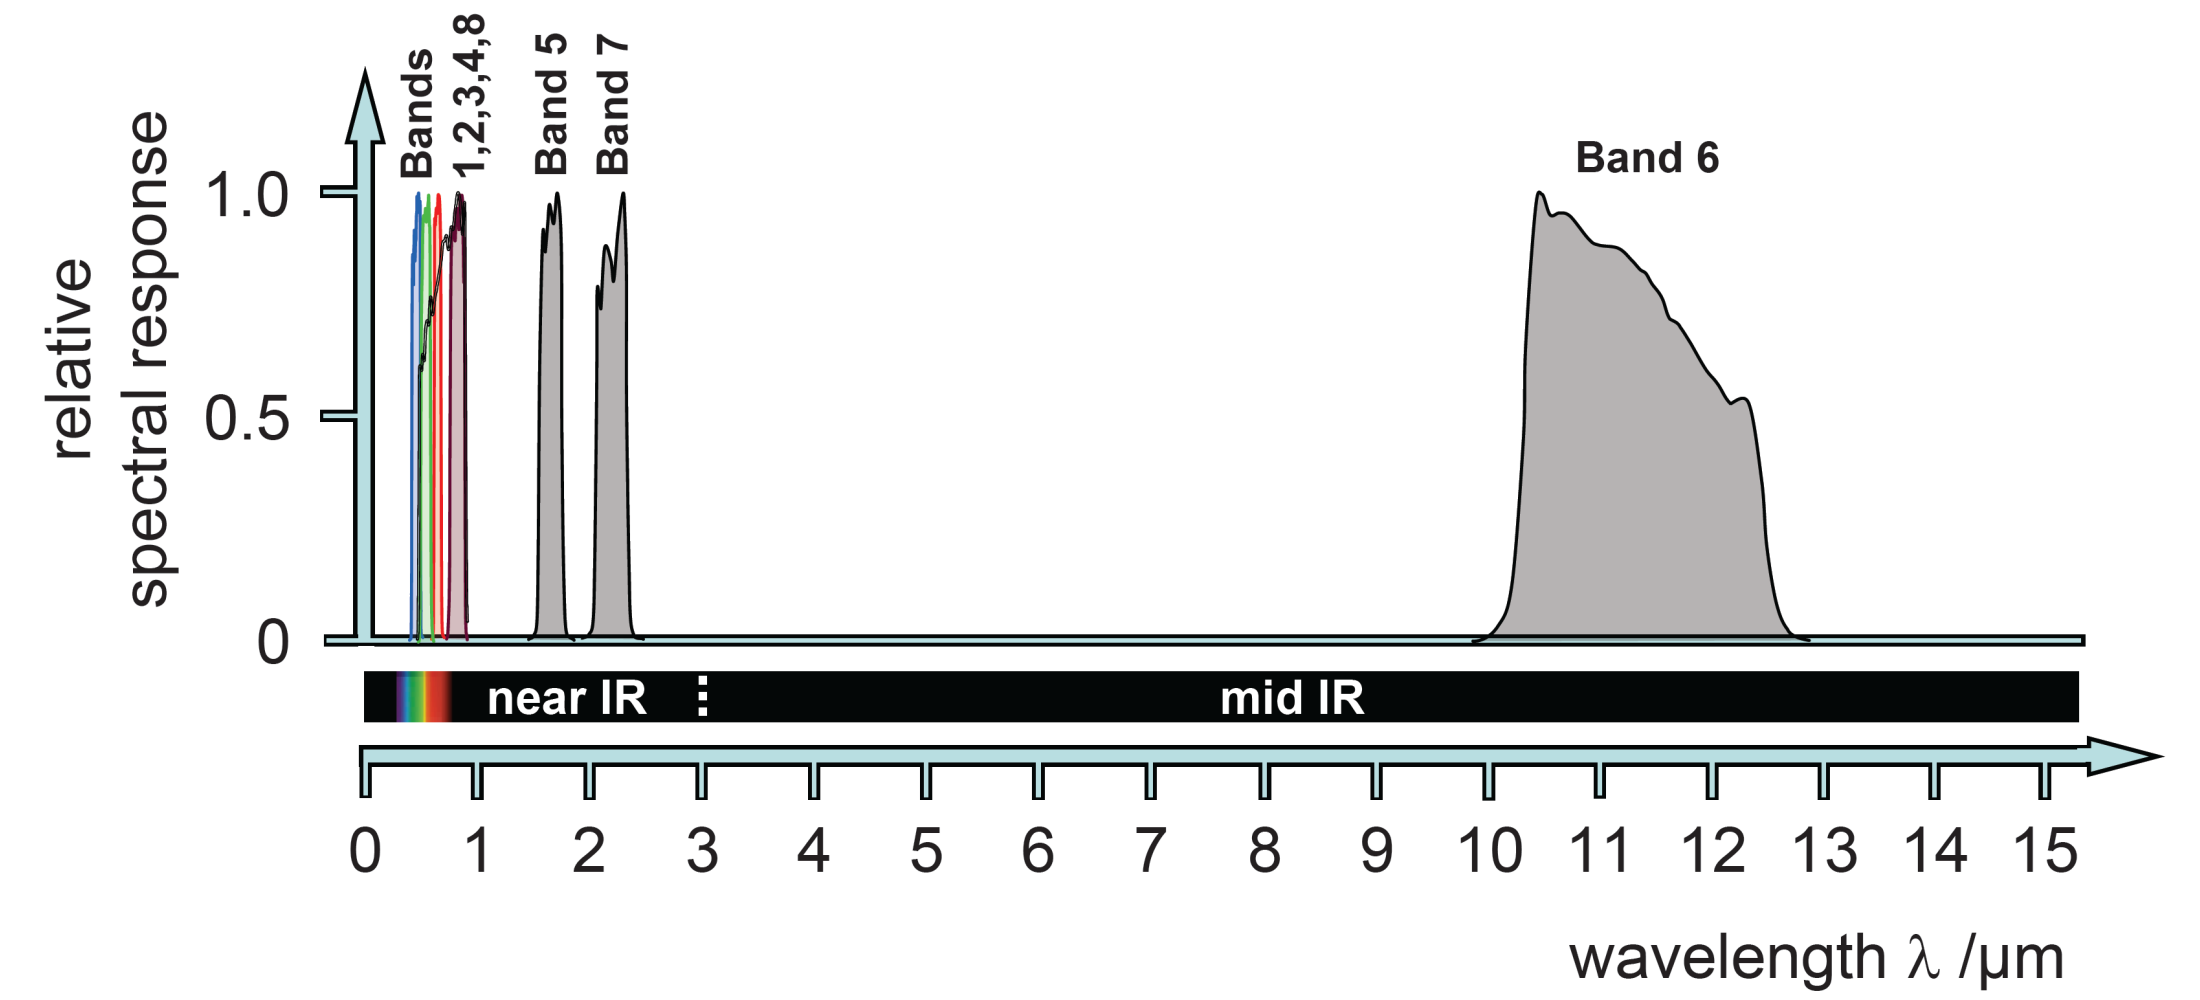 Bands
1,2,3,4,8
Band 5
Band 7
Band 6
relative
spectral response
1.0
0.5
0
near IR
mid IR
0 1 2 3 4 5 6 7 8 9 10 11 12 13 14 15
wavelength λ /µm